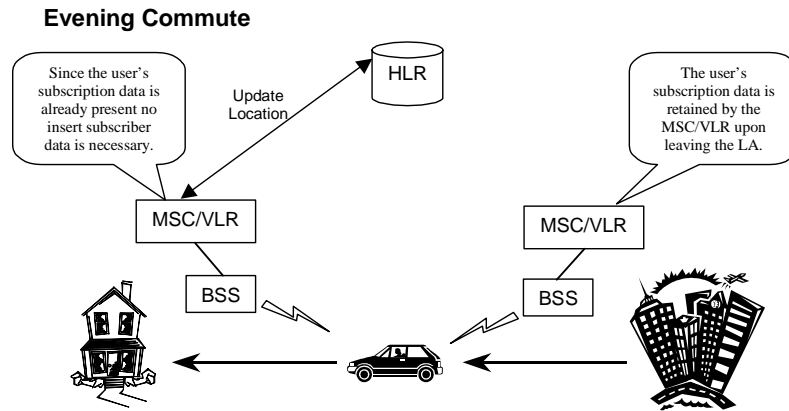 Evening Commute
Since the user's
subscription data is
already present no
insert subscriber
data is necessary.
Update
Location
HLR
The user's
subscription data is
retained by the
MSC/VLR upon
leaving the LA.
MSC/VLR
MSC/VLR
BSS
BSS